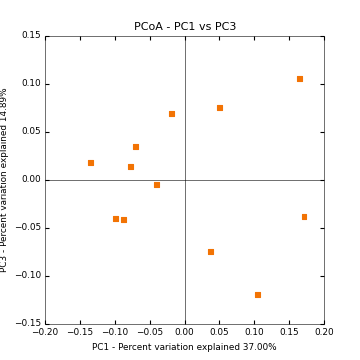 PCoA - PC1 vs PC3
0.15
0.10
0.05
0.00
−0.05
−0.10
−0.15
PC3 - Percent variation explained 14.89%
−0.20 −0.15 −0.10 −0.05 0.00 0.05 0.10 0.15 0.20
PC1 - Percent variation explained 37.00%